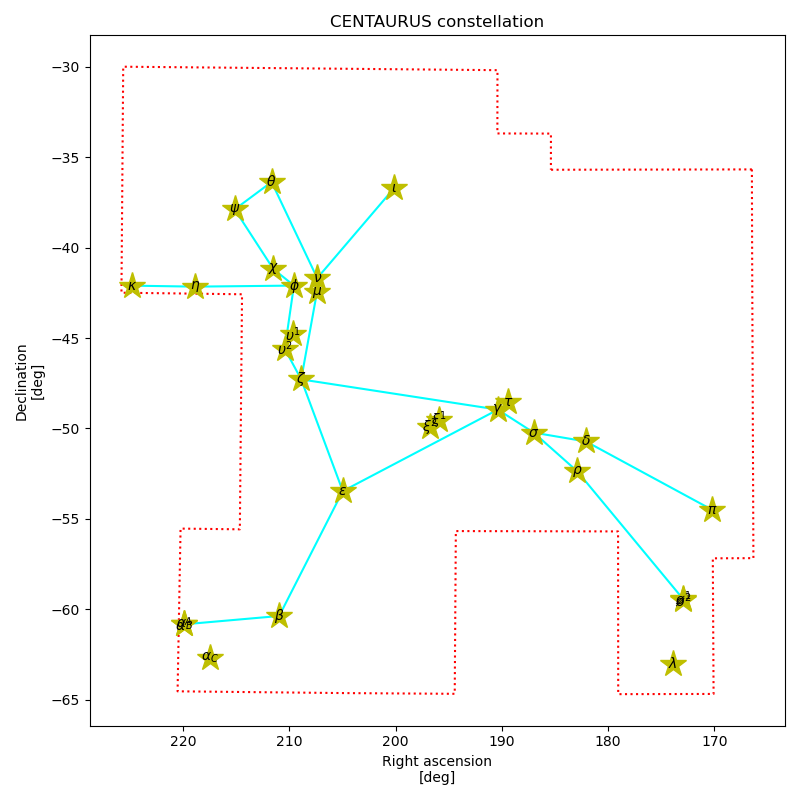 CENTAURUS constellation
−30
−35
−40
−45
−50
−55
−60
−65
Declination
[deg]
θ
ψ
ι
χ
ν
κ
η
ϕ
μ
υ¹
υ²
ζ
τ
γ
ξ¹
ξ²
σ
δ
ρ
ε
π
β
α
λ
α_C
220
210
200
190
180
170
Right ascension
[deg]